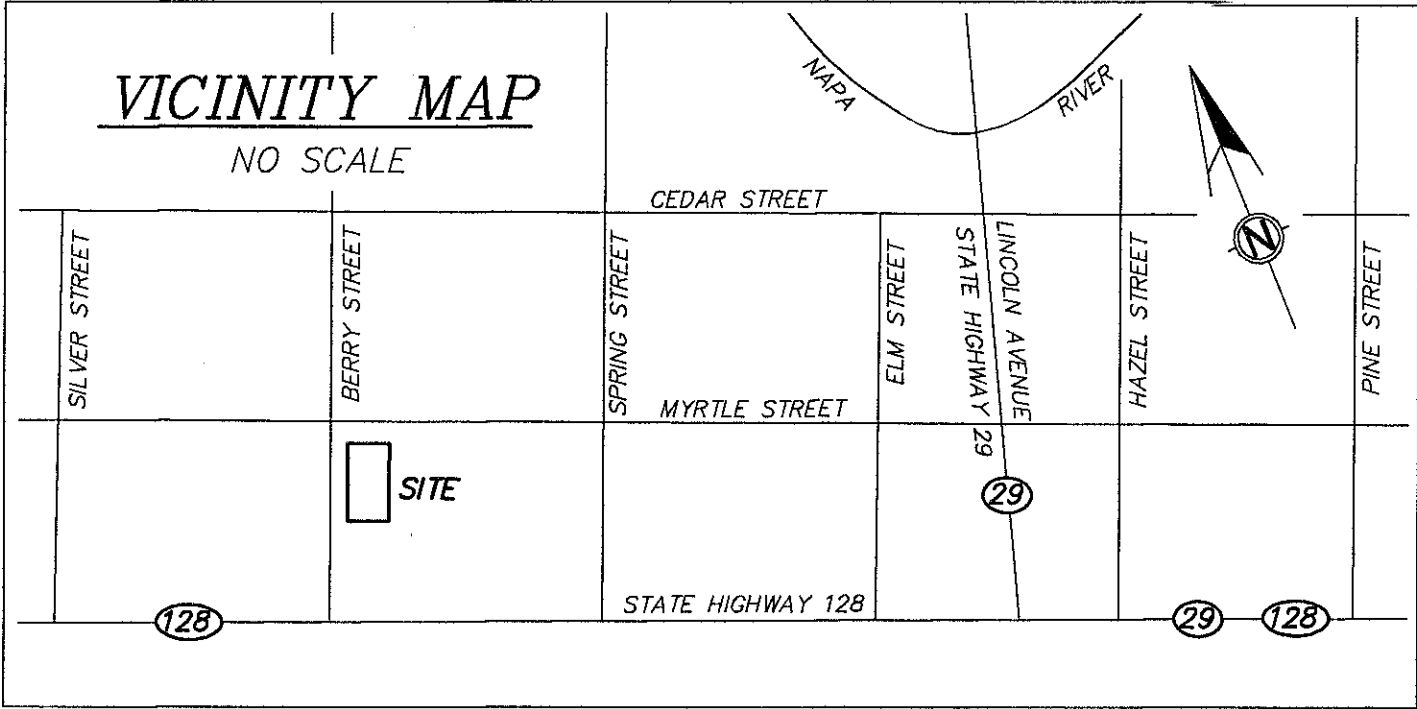 VICINITY MAP
NO SCALE
NAPA
RIVER
CEDAR STREET
SILVER STREET
BERRY STREET
SPRING STREET
ELM STREET
STATE HIGHWAY 29
LINCOLN AVENUE
HAZEL STREET
N
PINE STREET
MYRTLE STREET
SITE
29
STATE HIGHWAY 128
128
29
128